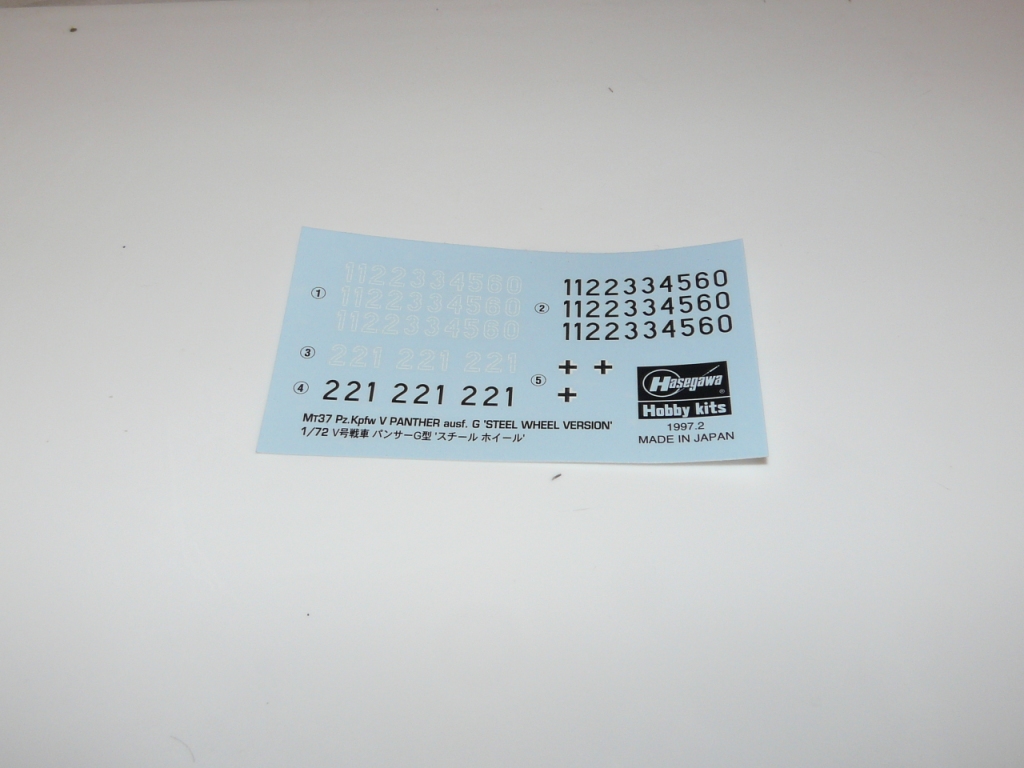 ①
1122334560
1122334560
1122334560
②
1122334560
1122334560
1122334560
③ 221 221 221
④ 221 221 221
⑤
Hasegawa ®
Hobby kits
1997.2
MADE IN JAPAN
MT37 Pz.Kpfw V PANTHER ausf. G 'STEEL WHEEL VERSION'
1/72 V号戦車 パンサーG型 'スチール ホイール'